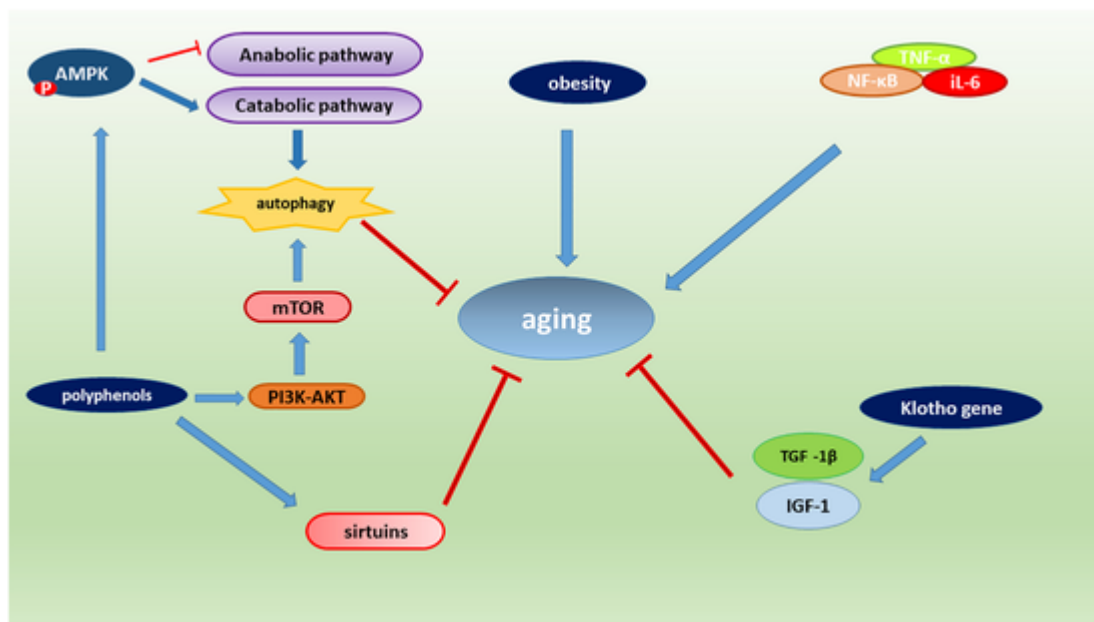 Anabolic pathway
AMPK
P
Catabolic pathway
autophagy
mTOR
PI3K-AKT
polyphenols
sirtuins
obesity
aging
TNF-α
NF-κB
iL-6
Klotho gene
TGF -1β
IGF-1